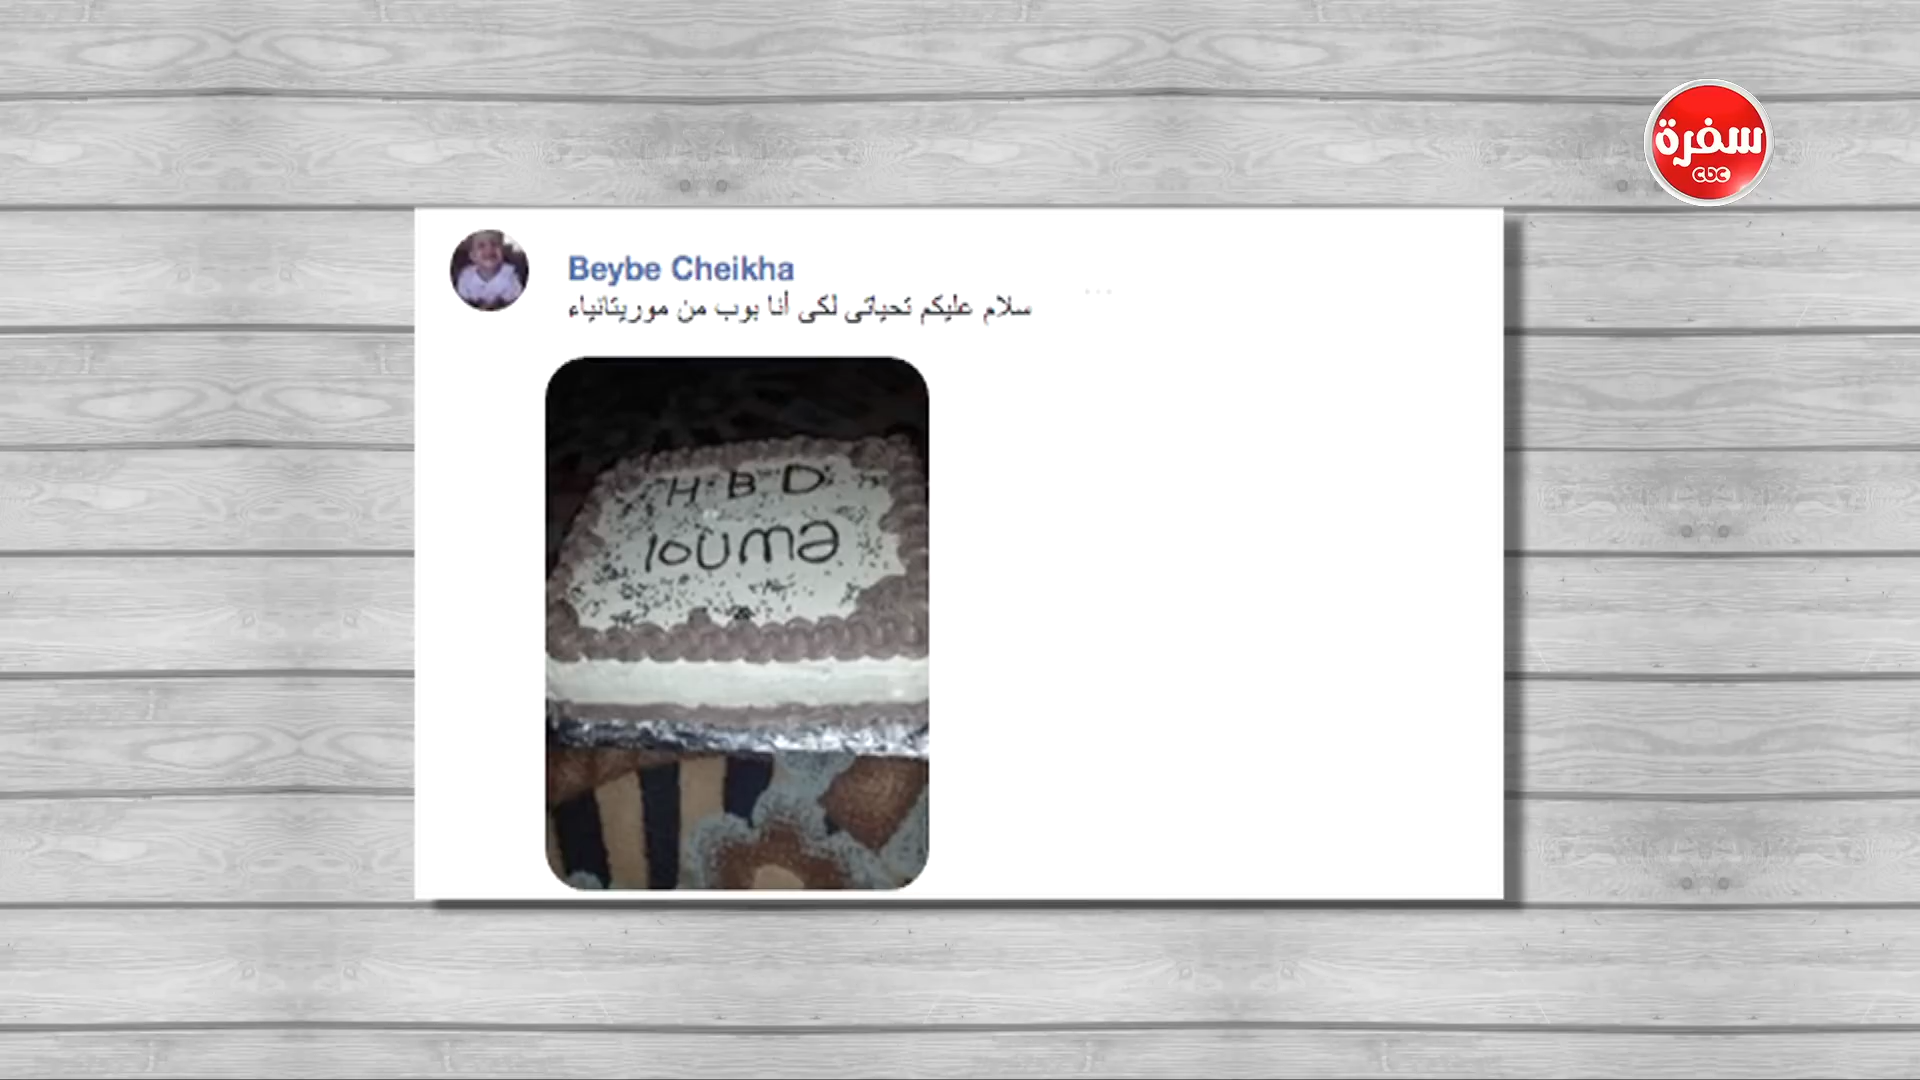 سفرة
cbc
Beybe Cheikha
سلام عليكم تحياتى لكى أنا بوب من موريتانياء
H B D
louma